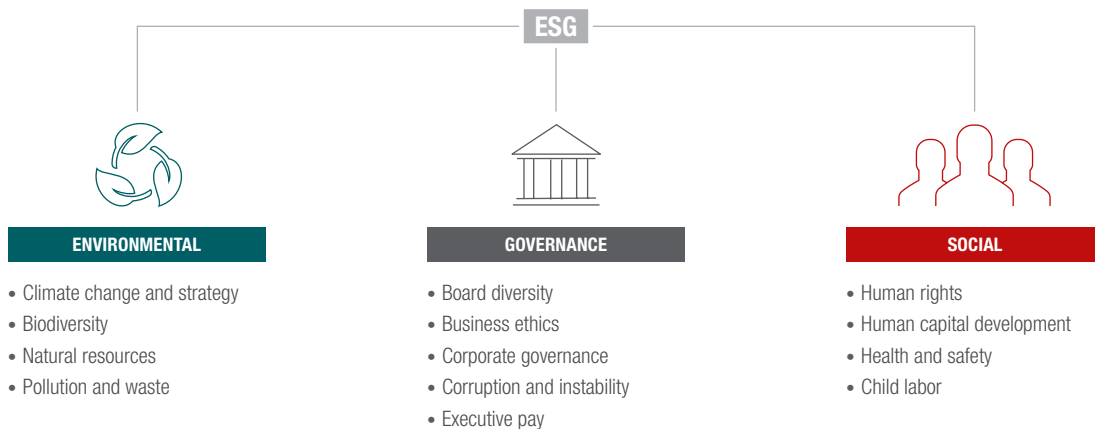 ESG
ENVIRONMENTAL
• Climate change and strategy
• Biodiversity
• Natural resources
• Pollution and waste
GOVERNANCE
• Board diversity
• Business ethics
• Corporate governance
• Corruption and instability
• Executive pay
SOCIAL
• Human rights
• Human capital development
• Health and safety
• Child labor